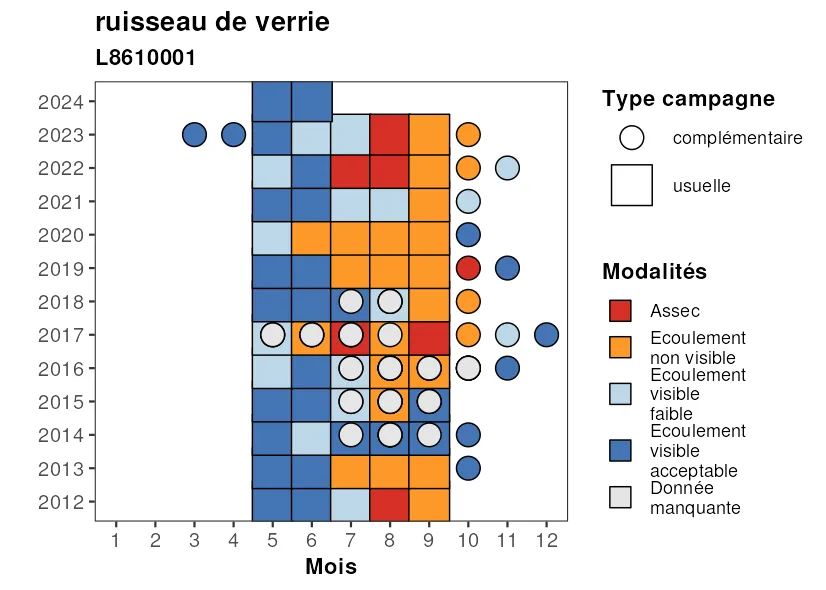 ruisseau de verrie
L8610001
2024
2023
2022
2021
2020
2019
2018
2017
2016
2015
2014
2013
2012
1 2 3 4 5 6 7 8 9 10 11 12
Mois
Type campagne
complémentaire
usuelle
Modalités
Assec
Ecoulement
non visible
Ecoulement
visible
faible
Ecoulement
visible
acceptable
Donnée
manquante